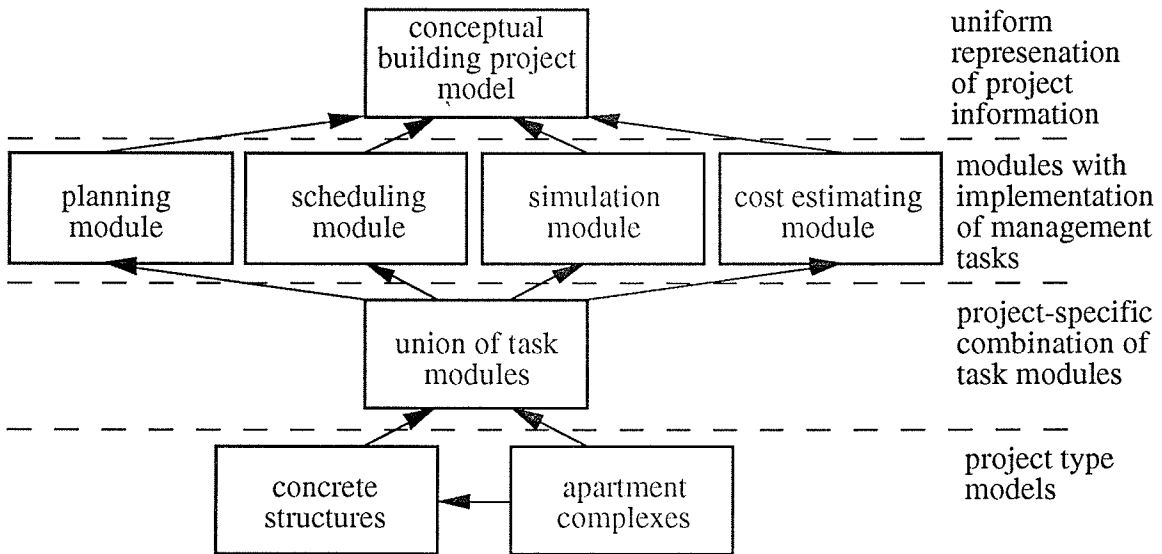 conceptual
building project
model
uniform
represenation
of project
information
planning
module
scheduling
module
simulation
module
cost estimating
module
modules with
implementation
of management
tasks
union of task
modules
project-specific
combination of
task modules
concrete
structures
apartment
complexes
project type
models